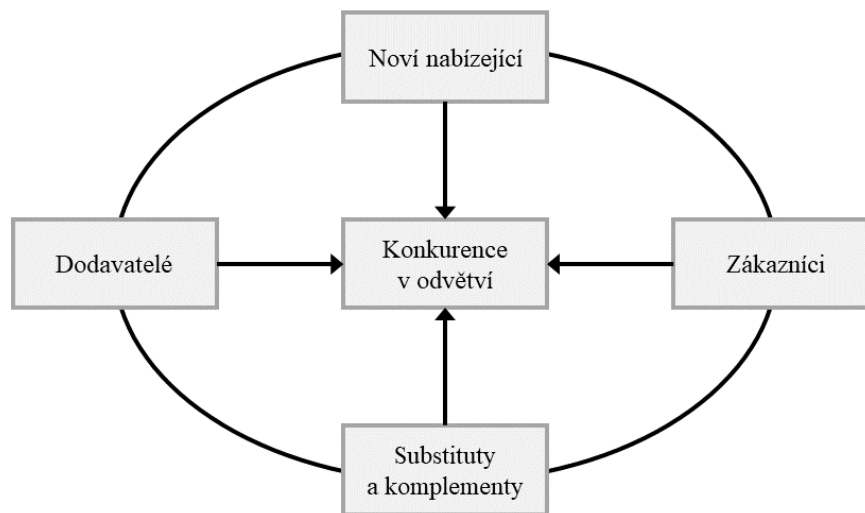 Noví nabízející
Dodavatelé
Konkurence
v odvětví
Zákazníci
Substituty
a komplementy